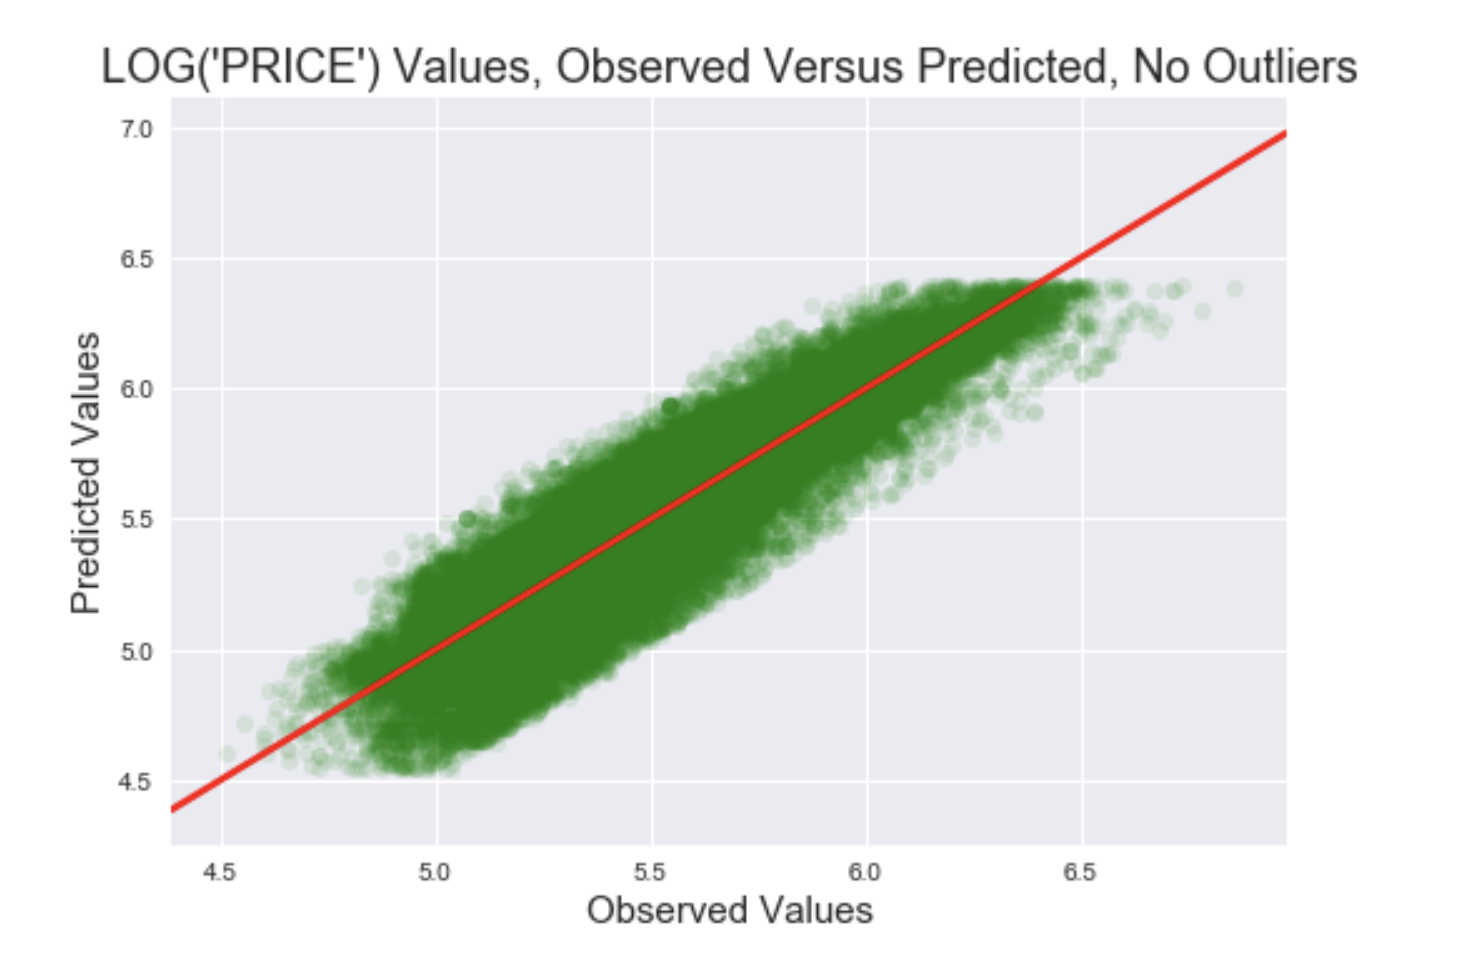 LOG('PRICE') Values, Observed Versus Predicted, No Outliers
7.0
6.5
6.0
5.5
5.0
4.5
Predicted Values
4.5 5.0 5.5 6.0 6.5
Observed Values